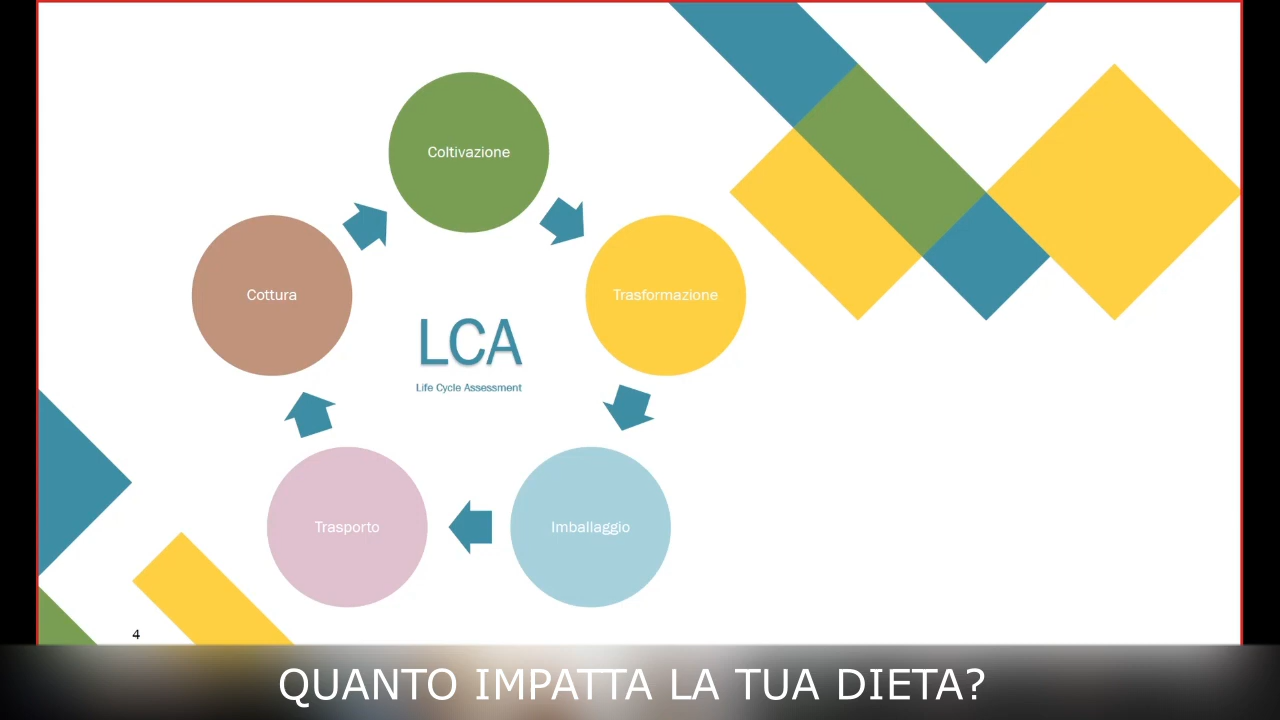 Coltivazione
Cottura
Trasformazione
LCA
Life Cycle Assessment
Trasporto
Imballaggio
4
QUANTO IMPATTA LA TUA DIETA?